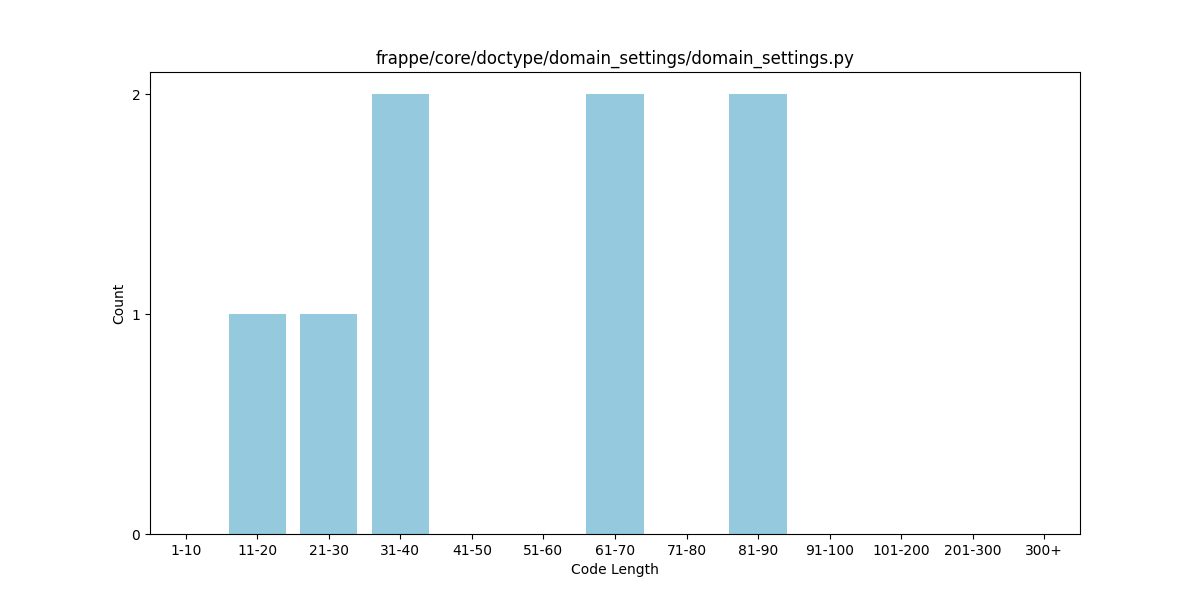 frappe/core/doctype/domain_settings/domain_settings.py
2
1
0
Count
1-10 11-20 21-30 31-40 41-50 51-60 61-70 71-80 81-90 91-100 101-200 201-300 300+
Code Length